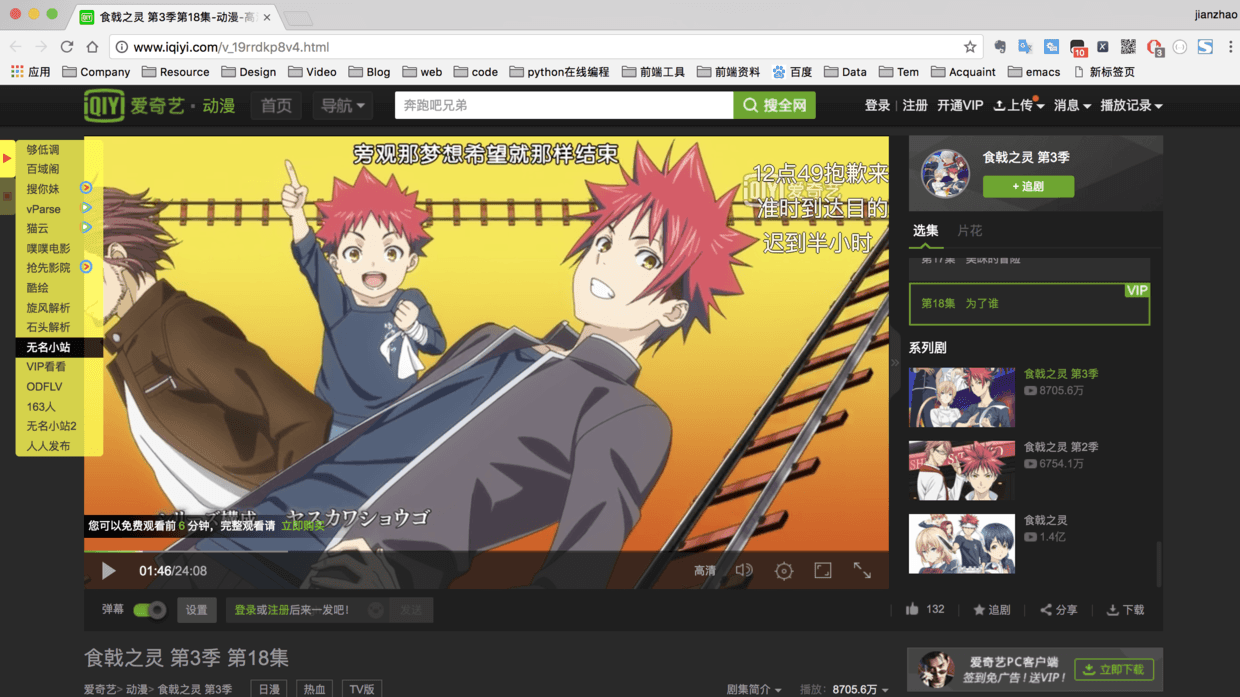 食戟之灵 第3季第18集-动漫-高
jianzhao
www.iqiyi.com/v_19rrdkp8v4.html
10
3
应用 Company Resource Design Video Blog web code python在线编程 前端工具 前端资料 百度 Data Tem Acquaint emacs 新标签页
iQIYI 爱奇艺·动漫 首页 导航 奔跑吧兄弟 搜全网 登录 注册 开通VIP 上传 消息 播放记录
够低调
百域阁
搜你妹
vParse
猫云
噗噗电影
抢先影院
酷绘
旋风解析
石头解析
无名小站
VIP看看
ODFLV
163人
无名小站2
人人发布
旁观那梦想希望就那样结束
12点49抱歉来
准时到达目的
迟到半小时
iQIYI 爱奇艺
シリーズ構成 ヤスカワショウゴ
您可以免费观看前 6 分钟，完整观看请 立即购买
01:46/24:08
高清
弹幕 设置 登录或注册后来一发吧！ 发送
食戟之灵 第3季
+ 追剧
选集 片花
第17集 美味的冒险
第18集 为了谁
VIP
系列剧
食戟之灵 第3季
8705.6万
食戟之灵 第2季
6754.1万
食戟之灵
1.4亿
132 追剧 分享 下载
食戟之灵 第3季 第18集
爱奇艺> 动漫> 食戟之灵 第3季 日漫 热血 TV版
剧集简介 播放： 8705.6万
爱奇艺PC客户端
签到免广告！送VIP！
立即下载